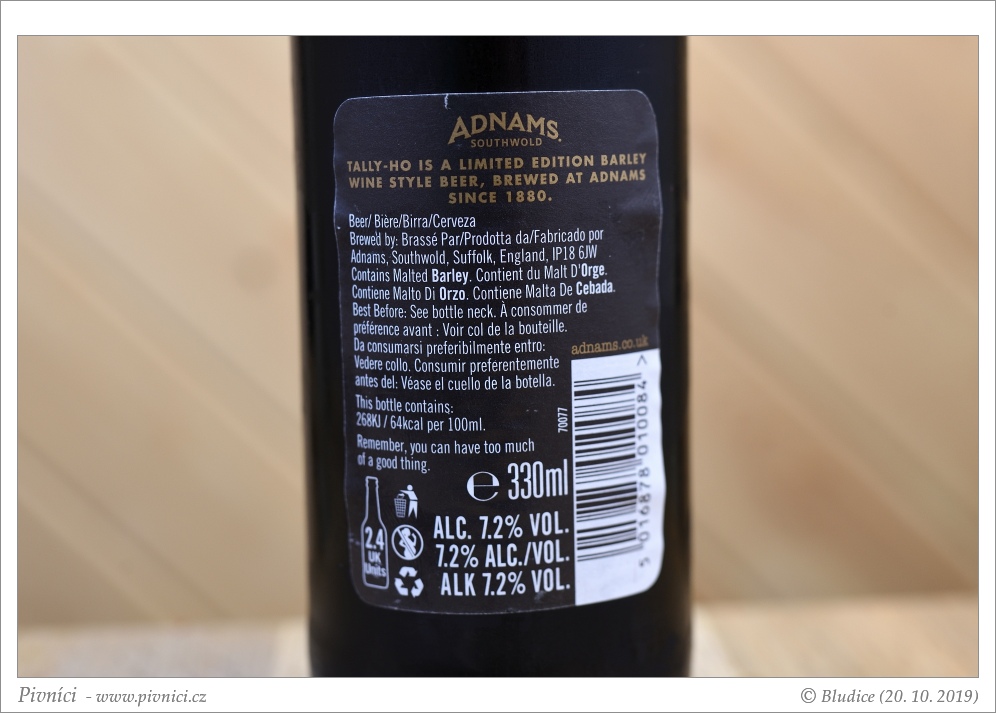 ADNAMS
SOUTHWOLD
TALLY-HO IS A LIMITED EDITION BARLEY
WINE STYLE BEER, BREWED AT ADNAMS
SINCE 1880.
Beer/ Bière/Birra/Cerveza
Brewed by: Brassé Par/Prodotta da/Fabricado por
Adnams, Southwold, Suffolk, England, IP18 6JW
Contains Malted Barley. Contient du Malt D'Orge.
Contiene Malto Di Orzo. Contiene Malta De Cebada.
Best Before: See bottle neck. À consommer de
préférence avant : Voir col de la bouteille.
Da consumarsi preferibilmente entro:
Vedere collo. Consumir preferentemente
antes del: Véase el cuello de la botella.
This bottle contains:
268KJ / 64kcal per 100ml.
Remember, you can have too much
of a good thing.
adnams.co.uk
70077
5 016878 010084 >
℮ 330ml
2.4
UK
Units
ALC. 7.2% VOL.
7.2% ALC./VOL.
ALK 7.2% VOL.
Pivníci - www.pivnici.cz
© Bludice (20. 10. 2019)